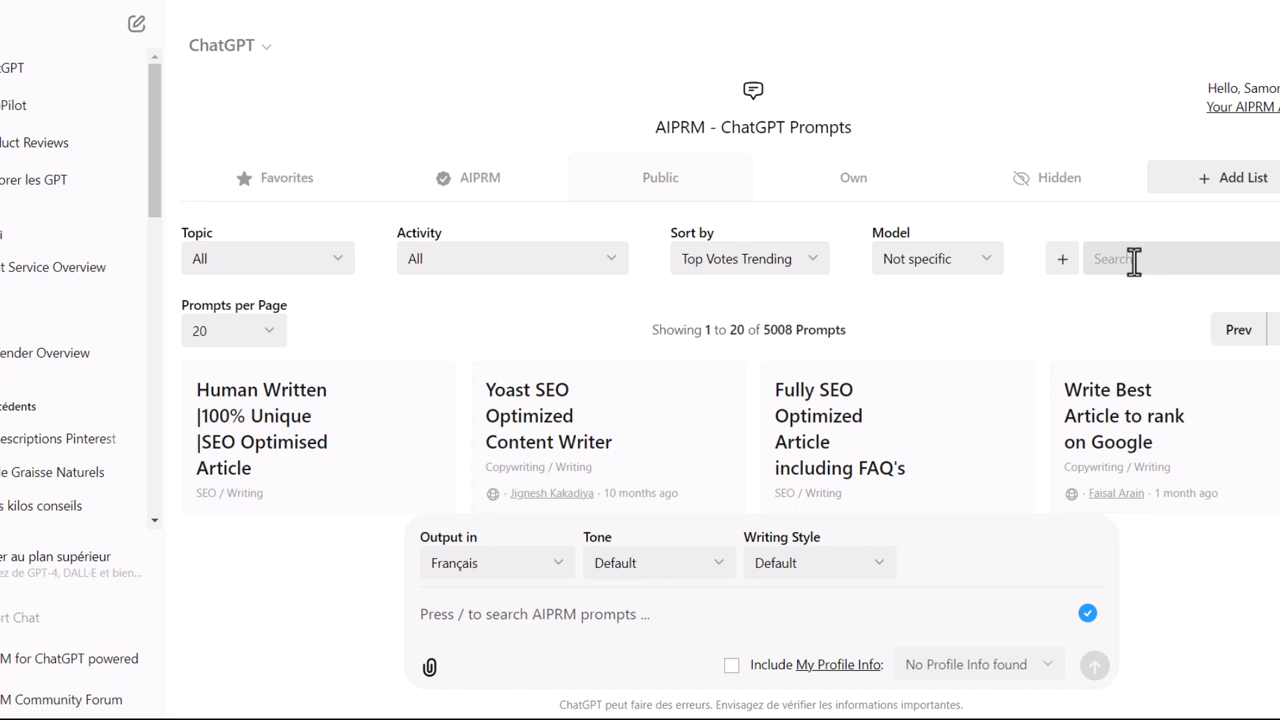 ChatGPT
Hello, Samo
AIPRM - ChatGPT Prompts
Your AIPRM
Favorites
AIPRM
Public
Own
Hidden
+ Add List
Topic
Activity
Sort by
Model
All
All
Top Votes Trending
Not specific
+
Search
Prompts per Page
20
Showing 1 to 20 of 5008 Prompts
Prev
Human Written
|100% Unique
|SEO Optimised
Article
SEO / Writing
Yoast SEO
Optimized
Content Writer
Copywriting / Writing
· Jignesh Kakadiya · 10 months ago
Fully SEO
Optimized
Article
including FAQ's
SEO / Writing
Write Best
Article to rank
on Google
Copywriting / Writing
· Faisal Arain · 1 month ago
GPT
Pilot
uct Reviews
orer les GPT
i
t Service Overview
ender Overview
cédents
escriptions Pinterest
le Graisse Naturels
s kilos conseils
er au plan supérieur
ez de GPT-4, DALL·E et bien...
rt Chat
M for ChatGPT powered
M Community Forum
Output in
Tone
Writing Style
Français
Default
Default
Press / to search AIPRM prompts ...
Include My Profile Info:
No Profile Info found
ChatGPT peut faire des erreurs. Envisagez de vérifier les informations importantes.